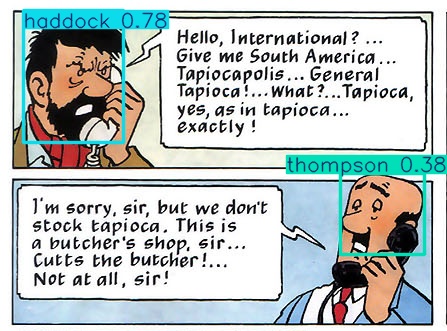 haddock 0.78
Hello, International? ...
Give me South America...
Tapiocapolis... General
Tapioca!...What?...Tapioca,
yes, as in tapioca...
exactly!
thompson 0.38
I'm sorry, sir, but we don't
stock tapioca. This is
a butcher's shop, sir...
Cutts the butcher!...
Not at all, sir!